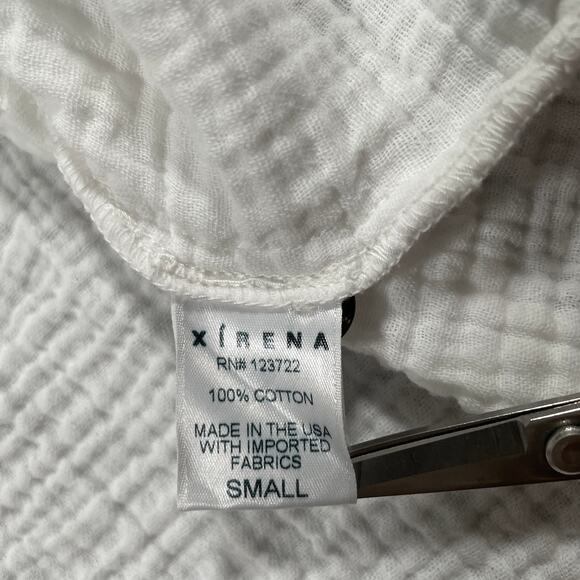 XÍRENA
RN# 123722
100% COTTON
MADE IN THE USA
WITH IMPORTED
FABRICS
SMALL